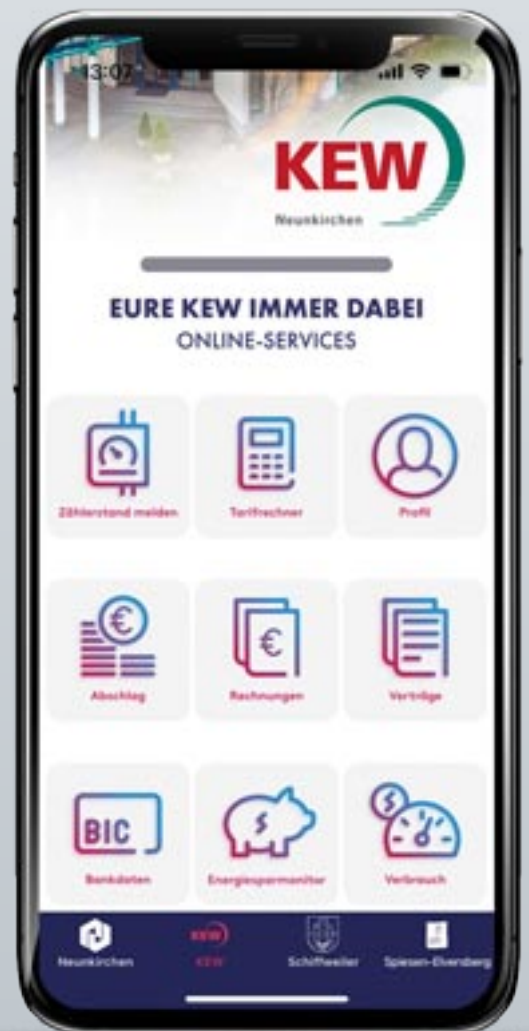 13:07
KEW
Neunkirchen
EURE KEW IMMER DABEI
ONLINE-SERVICES
Zählerstand melden
Tarifrechner
Profil
€
€
Abschlag
Rechnungen
Verträge
BIC
$
$
Bankdaten
Energiesparmonitor
Verbrauch
KEW
Neunkirchen
KEW
Schiffweiler
Spiesen-Elversberg